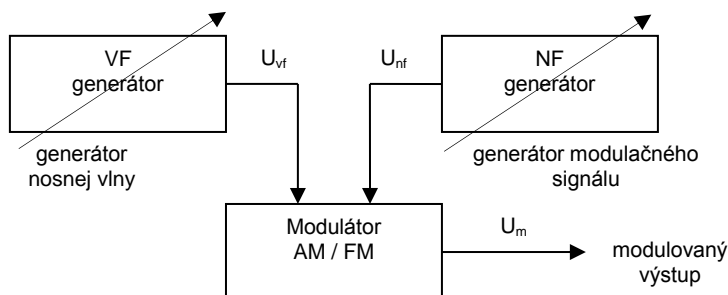 VF
generátor
U_vf
U_nf
NF
generátor
generátor
nosnej vlny
generátor modulačného
signálu
Modulátor
AM / FM
U_m
modulovaný
výstup